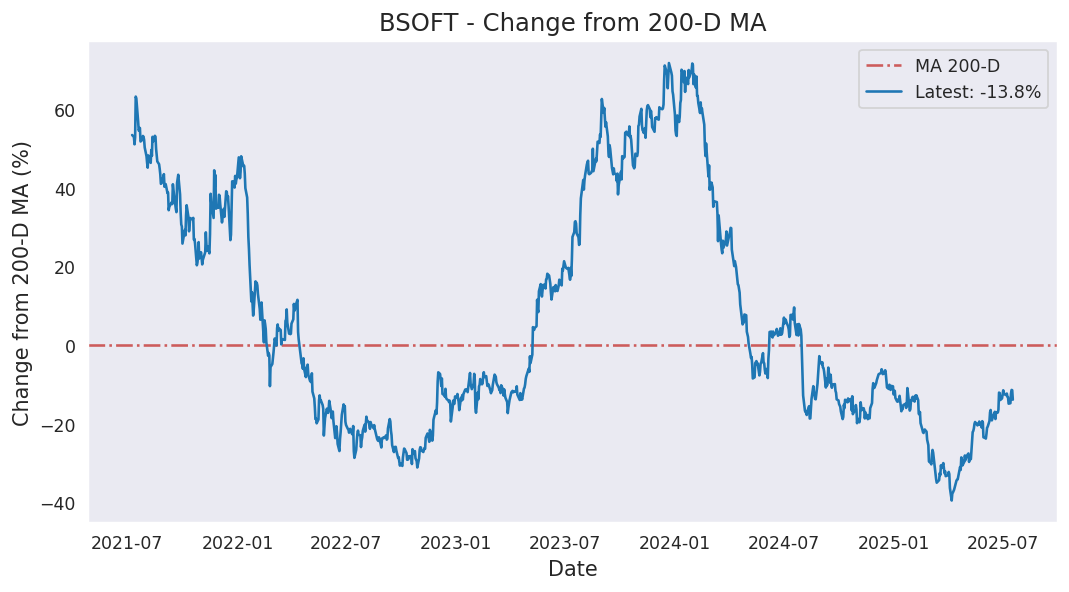 BSOFT - Change from 200-D MA
MA 200-D
Latest: -13.8%
Change from 200-D MA (%)
60
40
20
0
−20
−40
2021-07 2022-01 2022-07 2023-01 2023-07 2024-01 2024-07 2025-01 2025-07
Date